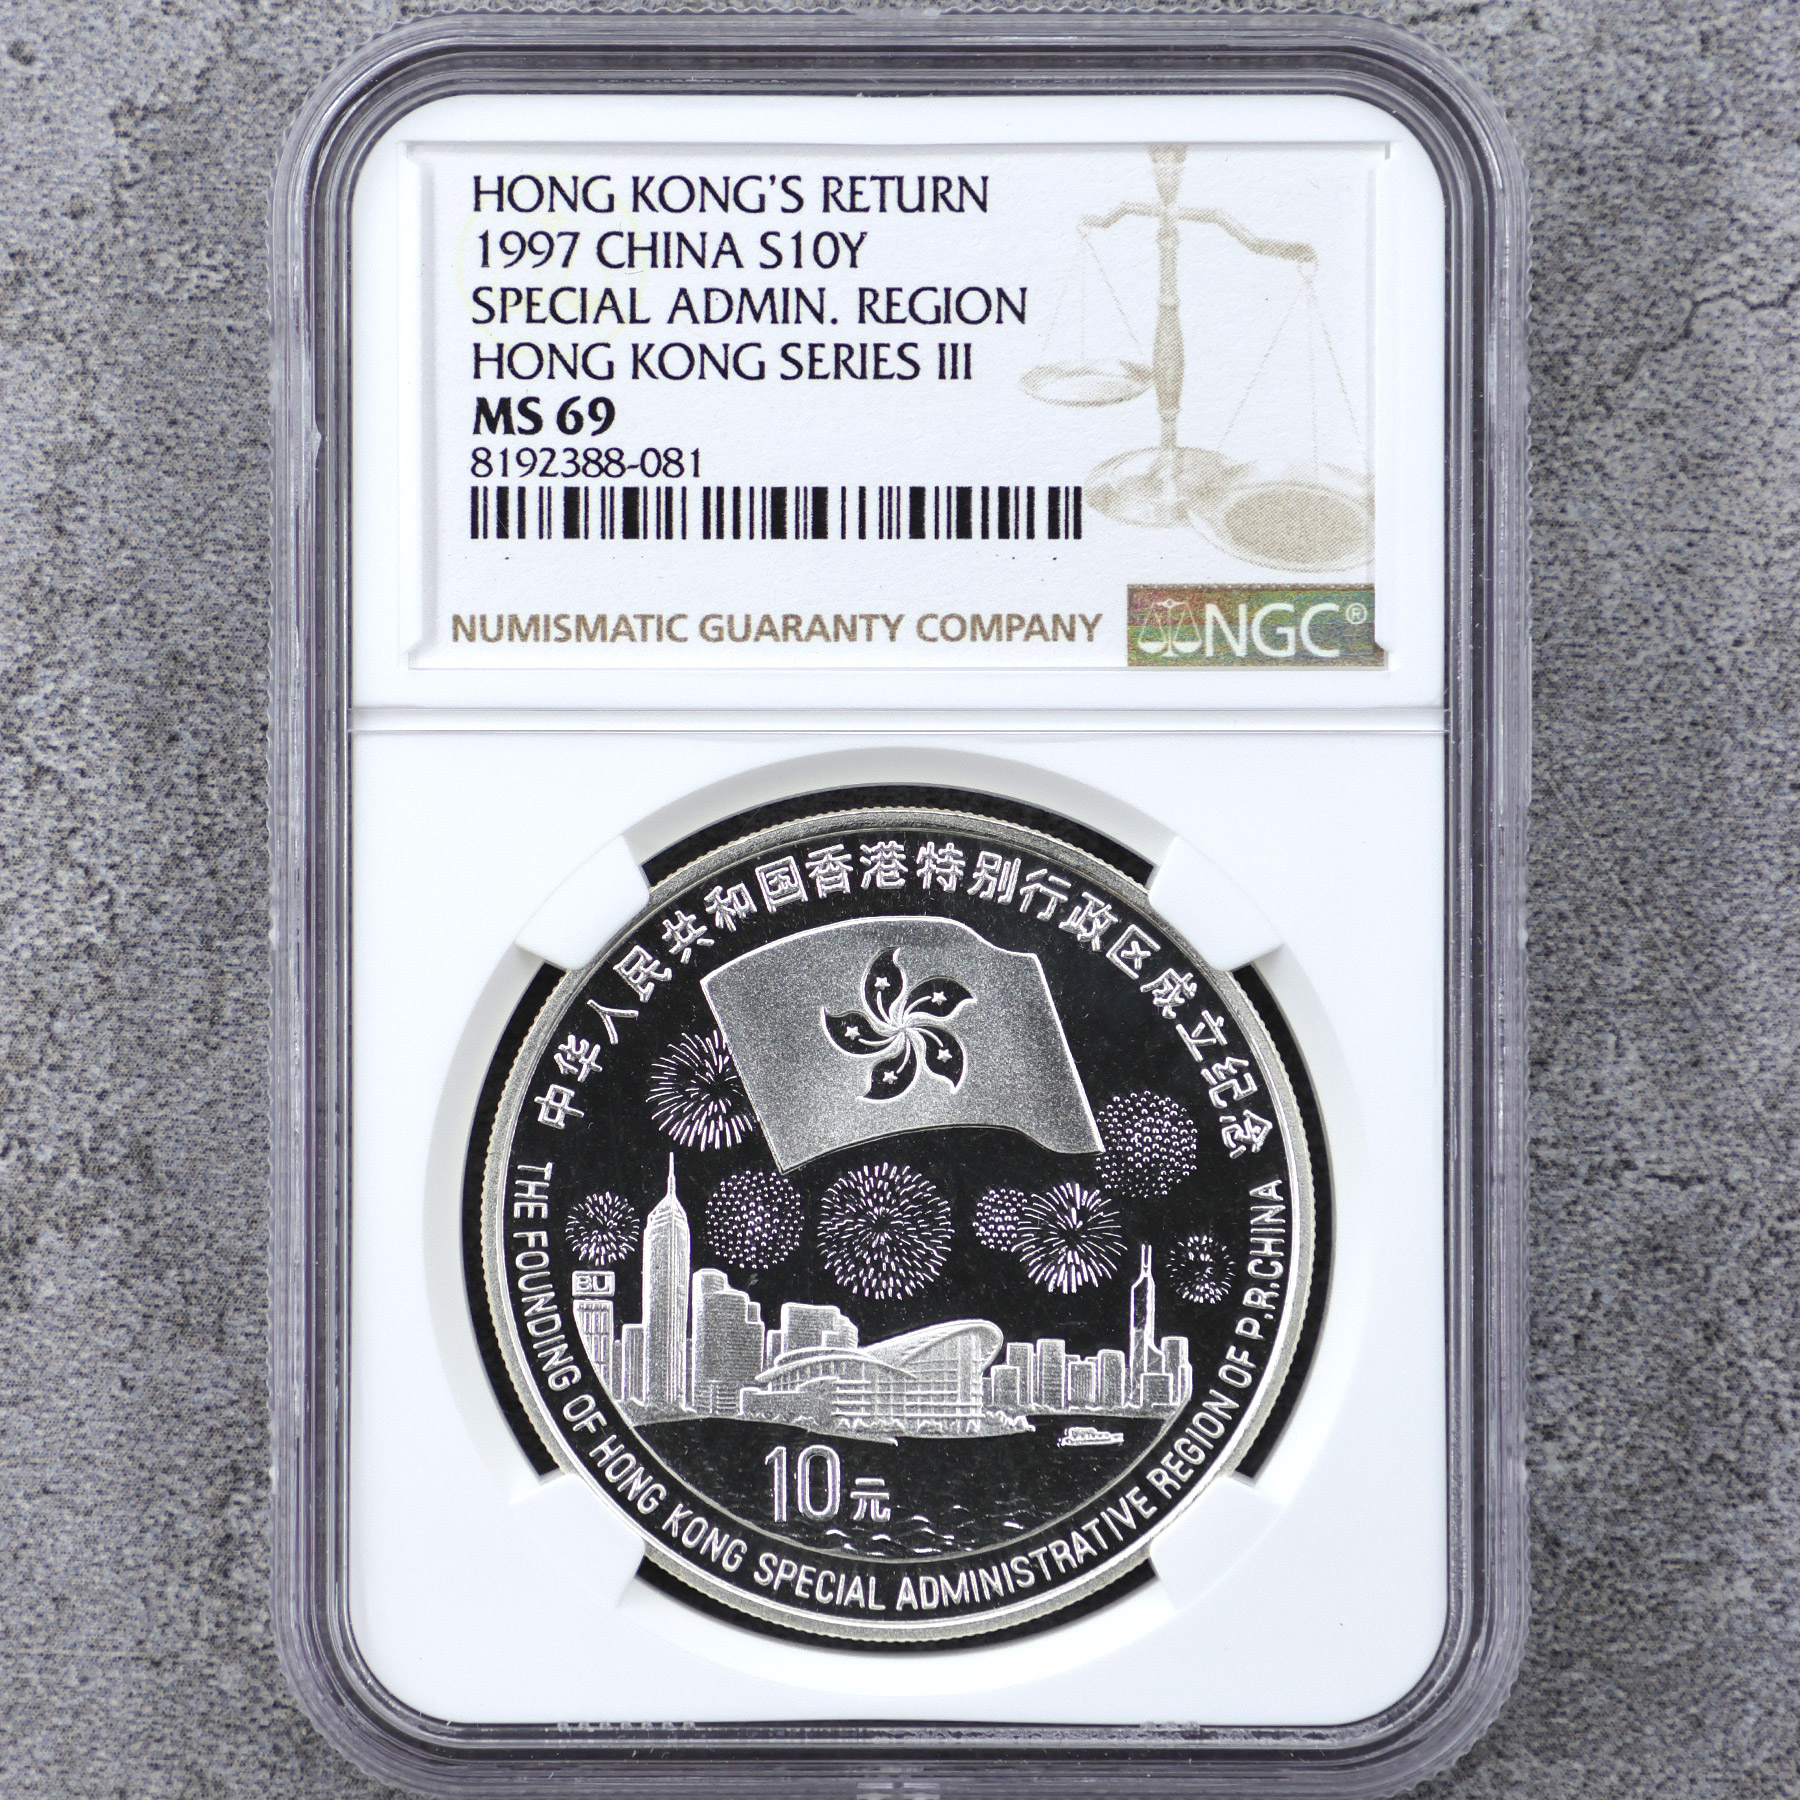 HONG KONG'S RETURN
1997 CHINA S10Y
SPECIAL ADMIN. REGION
HONG KONG SERIES III
MS 69
8192388-081
NUMISMATIC GUARANTY COMPANY
NGC®
中华人民共和国香港特别行政区成立纪念
BU
10元
THE FOUNDING OF HONG KONG SPECIAL ADMINISTRATIVE REGION OF P.R.CHINA